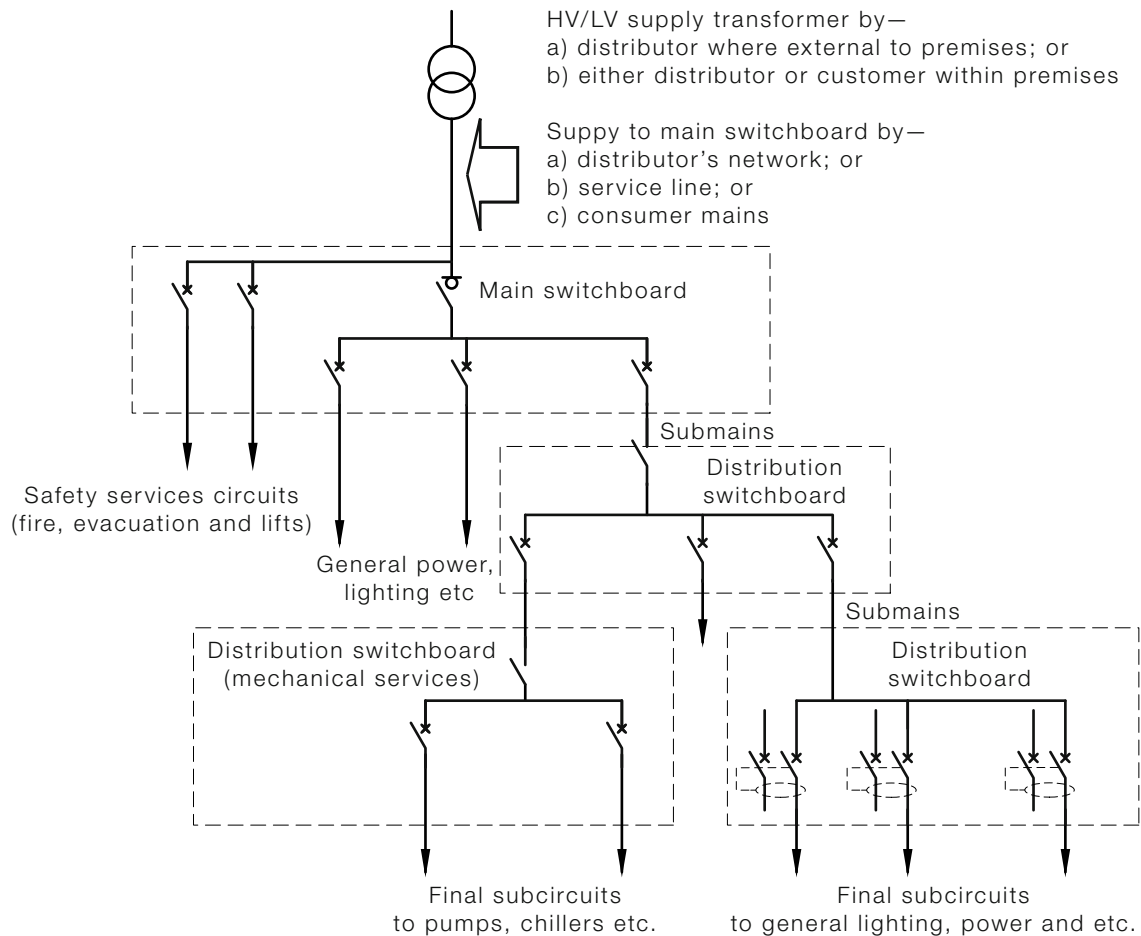 HV/LV supply transformer by—
a) distributor where external to premises; or
b) either distributor or customer within premises
Suppy to main switchboard by—
a) distributor's network; or
b) service line; or
c) consumer mains
Main switchboard
Submains
Distribution
switchboard
Safety services circuits
(fire, evacuation and lifts)
General power,
lighting etc
Submains
Distribution switchboard
(mechanical services)
Distribution
switchboard
Final subcircuits
to pumps, chillers etc.
Final subcircuits
to general lighting, power and etc.